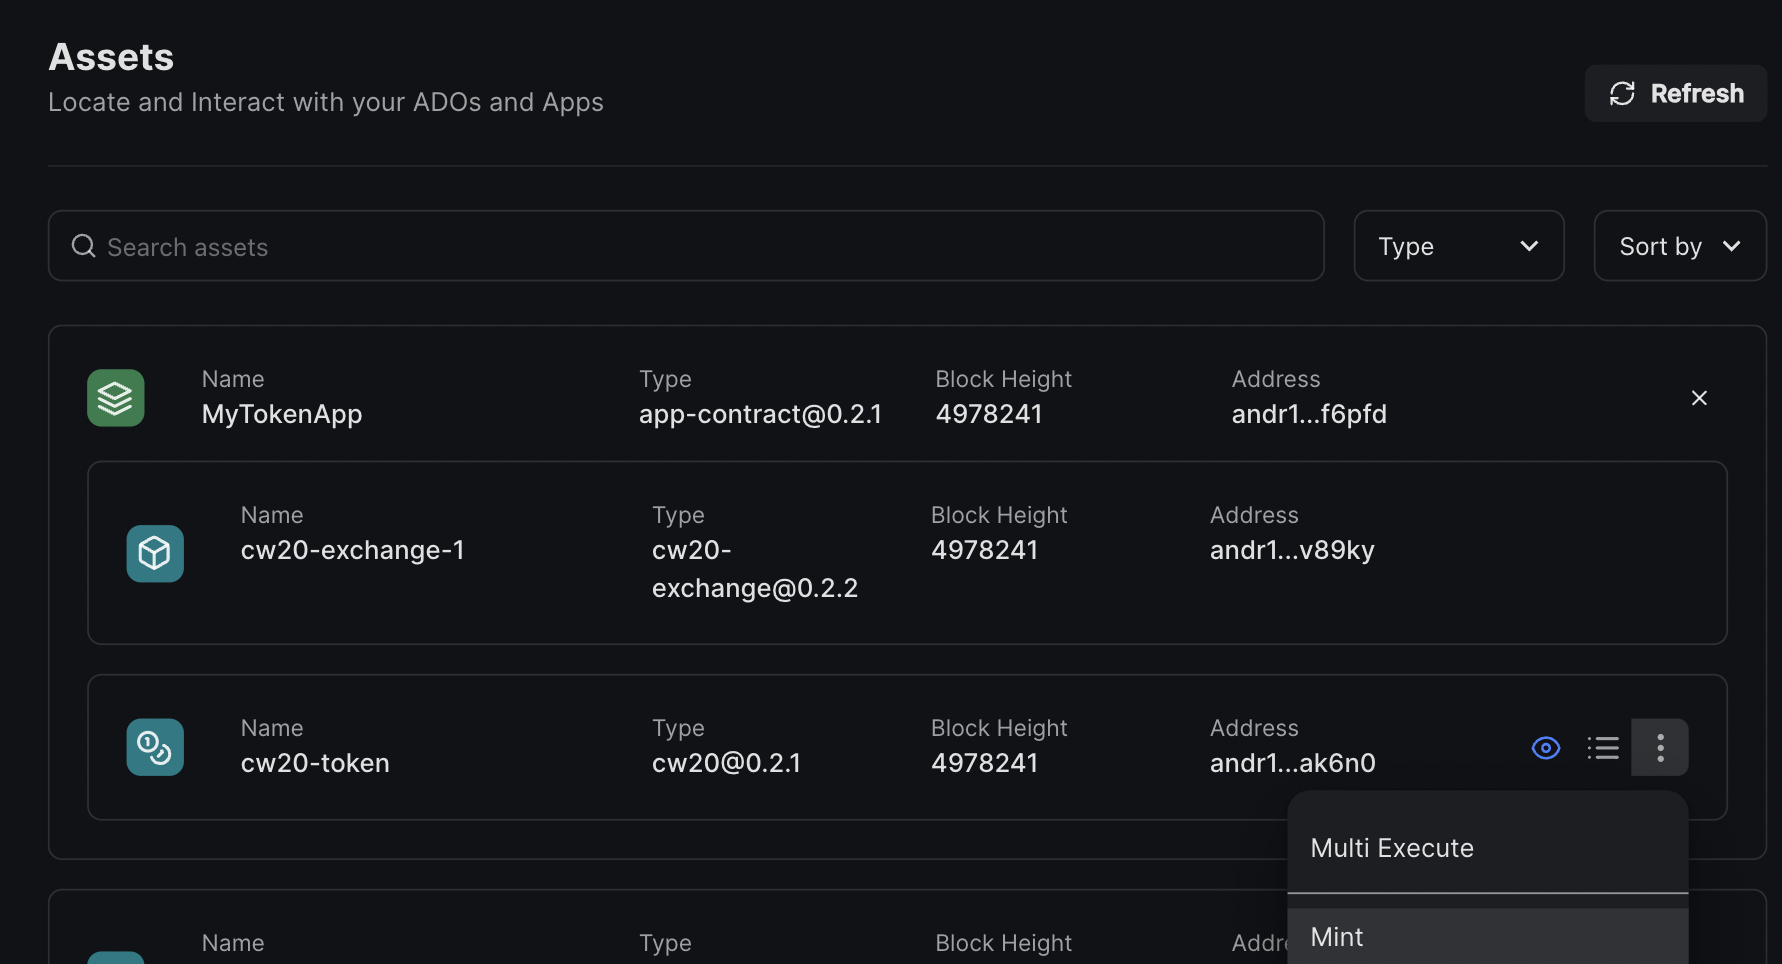 Assets
Locate and Interact with your ADOs and Apps
Refresh
Search assets
Type
Sort by
Name Type Block Height Address
MyTokenApp app-contract@0.2.1 4978241 andr1...f6pfd
Name Type Block Height Address
cw20-exchange-1 cw20- 4978241 andr1...v89ky
exchange@0.2.2
Name Type Block Height Address
cw20-token cw20@0.2.1 4978241 andr1...ak6n0
Multi Execute
Name Type Block Height
Mint